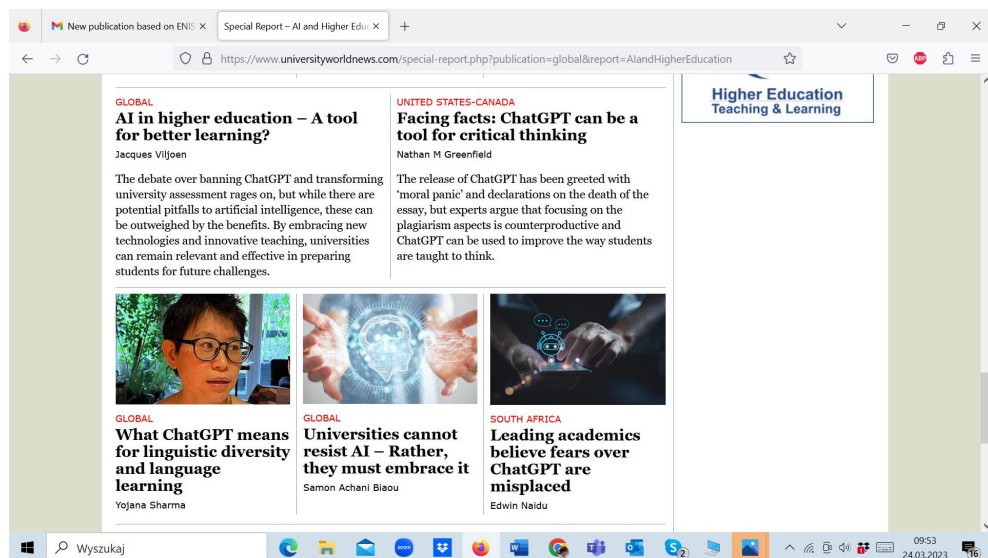 New publication based on ENIS
Special Report – AI and Higher Educ
https://www.universityworldnews.com/special-report.php?publication=global&report=AIandHigherEducation
ABP
Higher Education
Teaching & Learning
GLOBAL
AI in higher education – A tool
for better learning?
Jacques Viljoen
The debate over banning ChatGPT and transforming
university assessment rages on, but while there are
potential pitfalls to artificial intelligence, these can
be outweighed by the benefits. By embracing new
technologies and innovative teaching, universities
can remain relevant and effective in preparing
students for future challenges.
UNITED STATES-CANADA
Facing facts: ChatGPT can be a
tool for critical thinking
Nathan M Greenfield
The release of ChatGPT has been greeted with
‘moral panic’ and declarations on the death of the
essay, but experts argue that focusing on the
plagiarism aspects is counterproductive and
ChatGPT can be used to improve the way students
are taught to think.
GLOBAL
What ChatGPT means
for linguistic diversity
and language
learning
Yojana Sharma
GLOBAL
Universities cannot
resist AI – Rather,
they must embrace it
Samon Achani Biaou
SOUTH AFRICA
Leading academics
believe fears over
ChatGPT are
misplaced
Edwin Naidu
Wyszukaj
zoom
2
09:53
24.03.2023
16